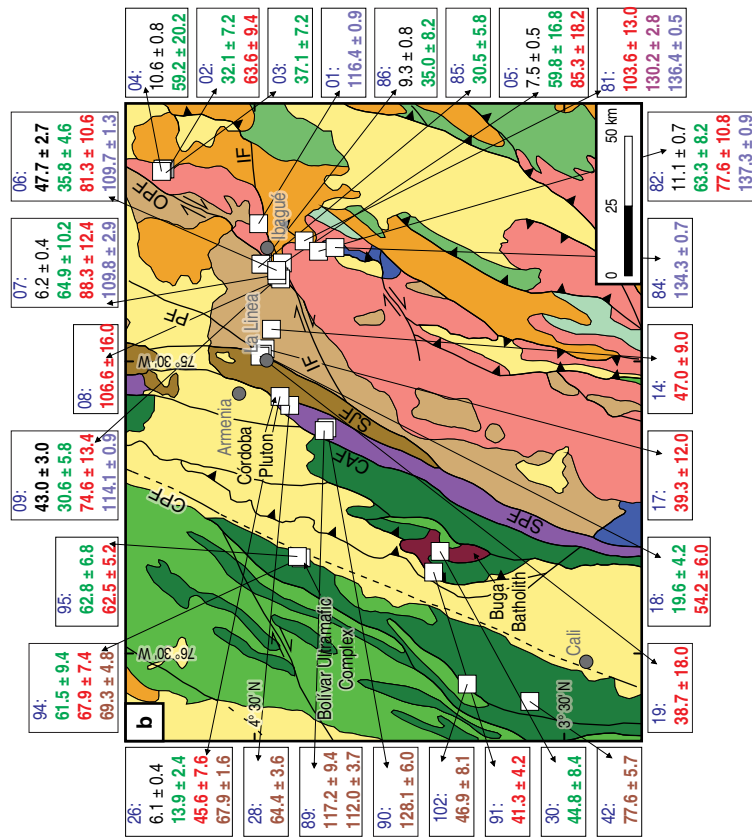 b
94:
61.5 ± 9.4
67.9 ± 7.4
69.3 ± 4.8
95:
62.8 ± 6.8
62.5 ± 5.2
09:
43.0 ± 3.0
30.6 ± 5.8
74.6 ± 13.4
114.1 ± 0.9
08:
106.6 ± 16.0
07:
6.2 ± 0.4
64.9 ± 10.2
88.3 ± 12.4
109.8 ± 2.9
06:
47.7 ± 2.7
35.8 ± 4.6
81.3 ± 10.6
109.7 ± 1.3
04:
10.6 ± 0.8
59.2 ± 20.2
02:
32.1 ± 7.2
63.6 ± 9.4
03:
37.1 ± 7.2
01:
116.4 ± 0.9
86:
9.3 ± 0.8
35.0 ± 8.2
85:
30.5 ± 5.8
05:
7.5 ± 0.5
59.8 ± 16.8
85.3 ± 18.2
81:
103.6 ± 13.0
130.2 ± 2.8
136.4 ± 0.5
26:
6.1 ± 0.4
13.9 ± 2.4
45.6 ± 7.6
67.9 ± 1.6
28:
64.4 ± 3.6
89:
117.2 ± 9.4
112.0 ± 3.7
90:
128.1 ± 6.0
102:
46.9 ± 8.1
91:
41.3 ± 4.2
30:
44.8 ± 8.4
42:
77.6 ± 5.7
19:
38.7 ± 18.0
18:
19.6 ± 4.2
54.2 ± 6.0
17:
39.3 ± 12.0
14:
47.0 ± 9.0
84:
134.3 ± 0.7
82:
11.1 ± 0.7
63.3 ± 8.2
77.6 ± 10.8
137.3 ± 0.9
76° 30' W
75° 30' W
4° 30' N
3° 30' N
CPF
PF
OPF
IF
IF
SJF
CAF
SPF
Armenia
Cordoba
Pluton
La Linea
Ibagué
Bolívar Ultramafic
Complex
Buga
Batholith
Cali
0
25
50 km